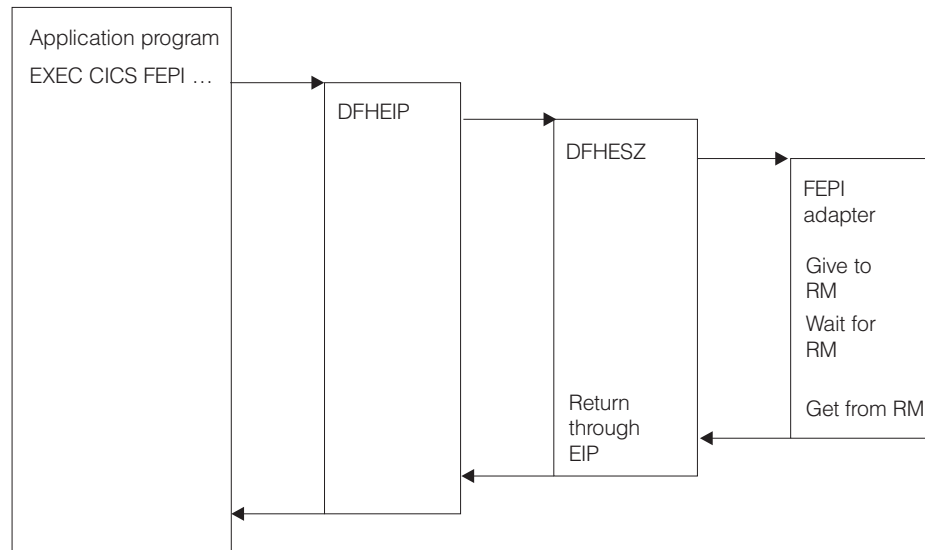 Application program
EXEC CICS FEPI …
DFHEIP
DFHESZ
Return
through
EIP
FEPI
adapter
Give to
RM
Wait for
RM
Get from RM